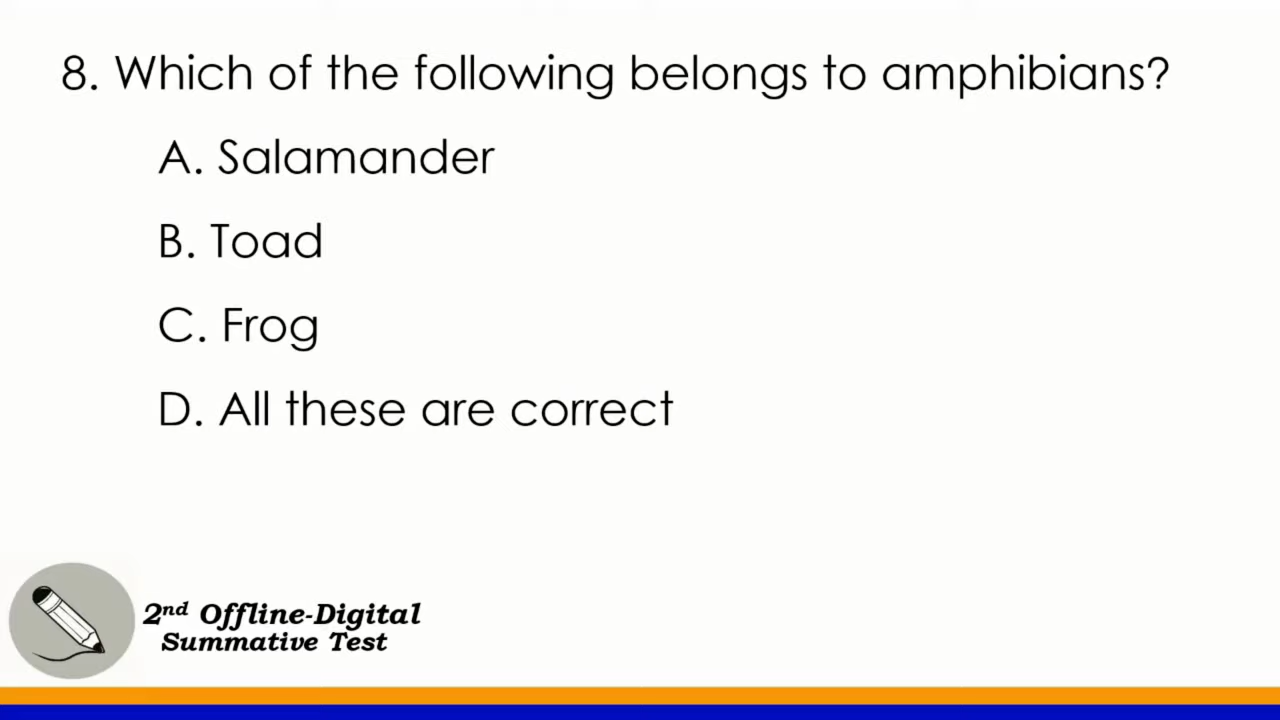 8. Which of the following belongs to amphibians?
A. Salamander
B. Toad
C. Frog
D. All these are correct
2nd Offline-Digital
Summative Test